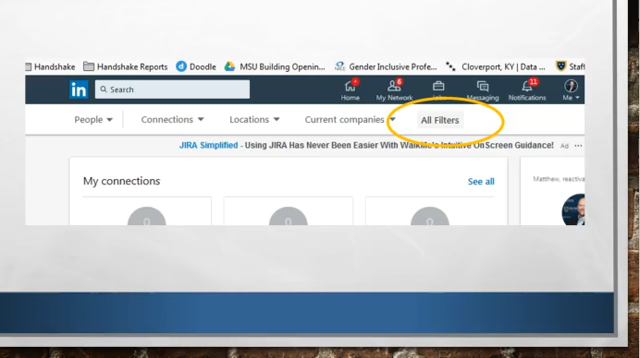 Handshake Handshake Reports Doodle MSU Building Openin... Gender Inclusive Profe... Cloverport, KY | Data ... Staff
in Search
6 11
Home My Network Messaging Notifications Me
People Connections Locations Current companies All Filters
JIRA Simplified - Using JIRA Has Never Been Easier With WalkMe's Intuitive OnScreen Guidance! Ad ...
My connections See all
Matthew, reactiva